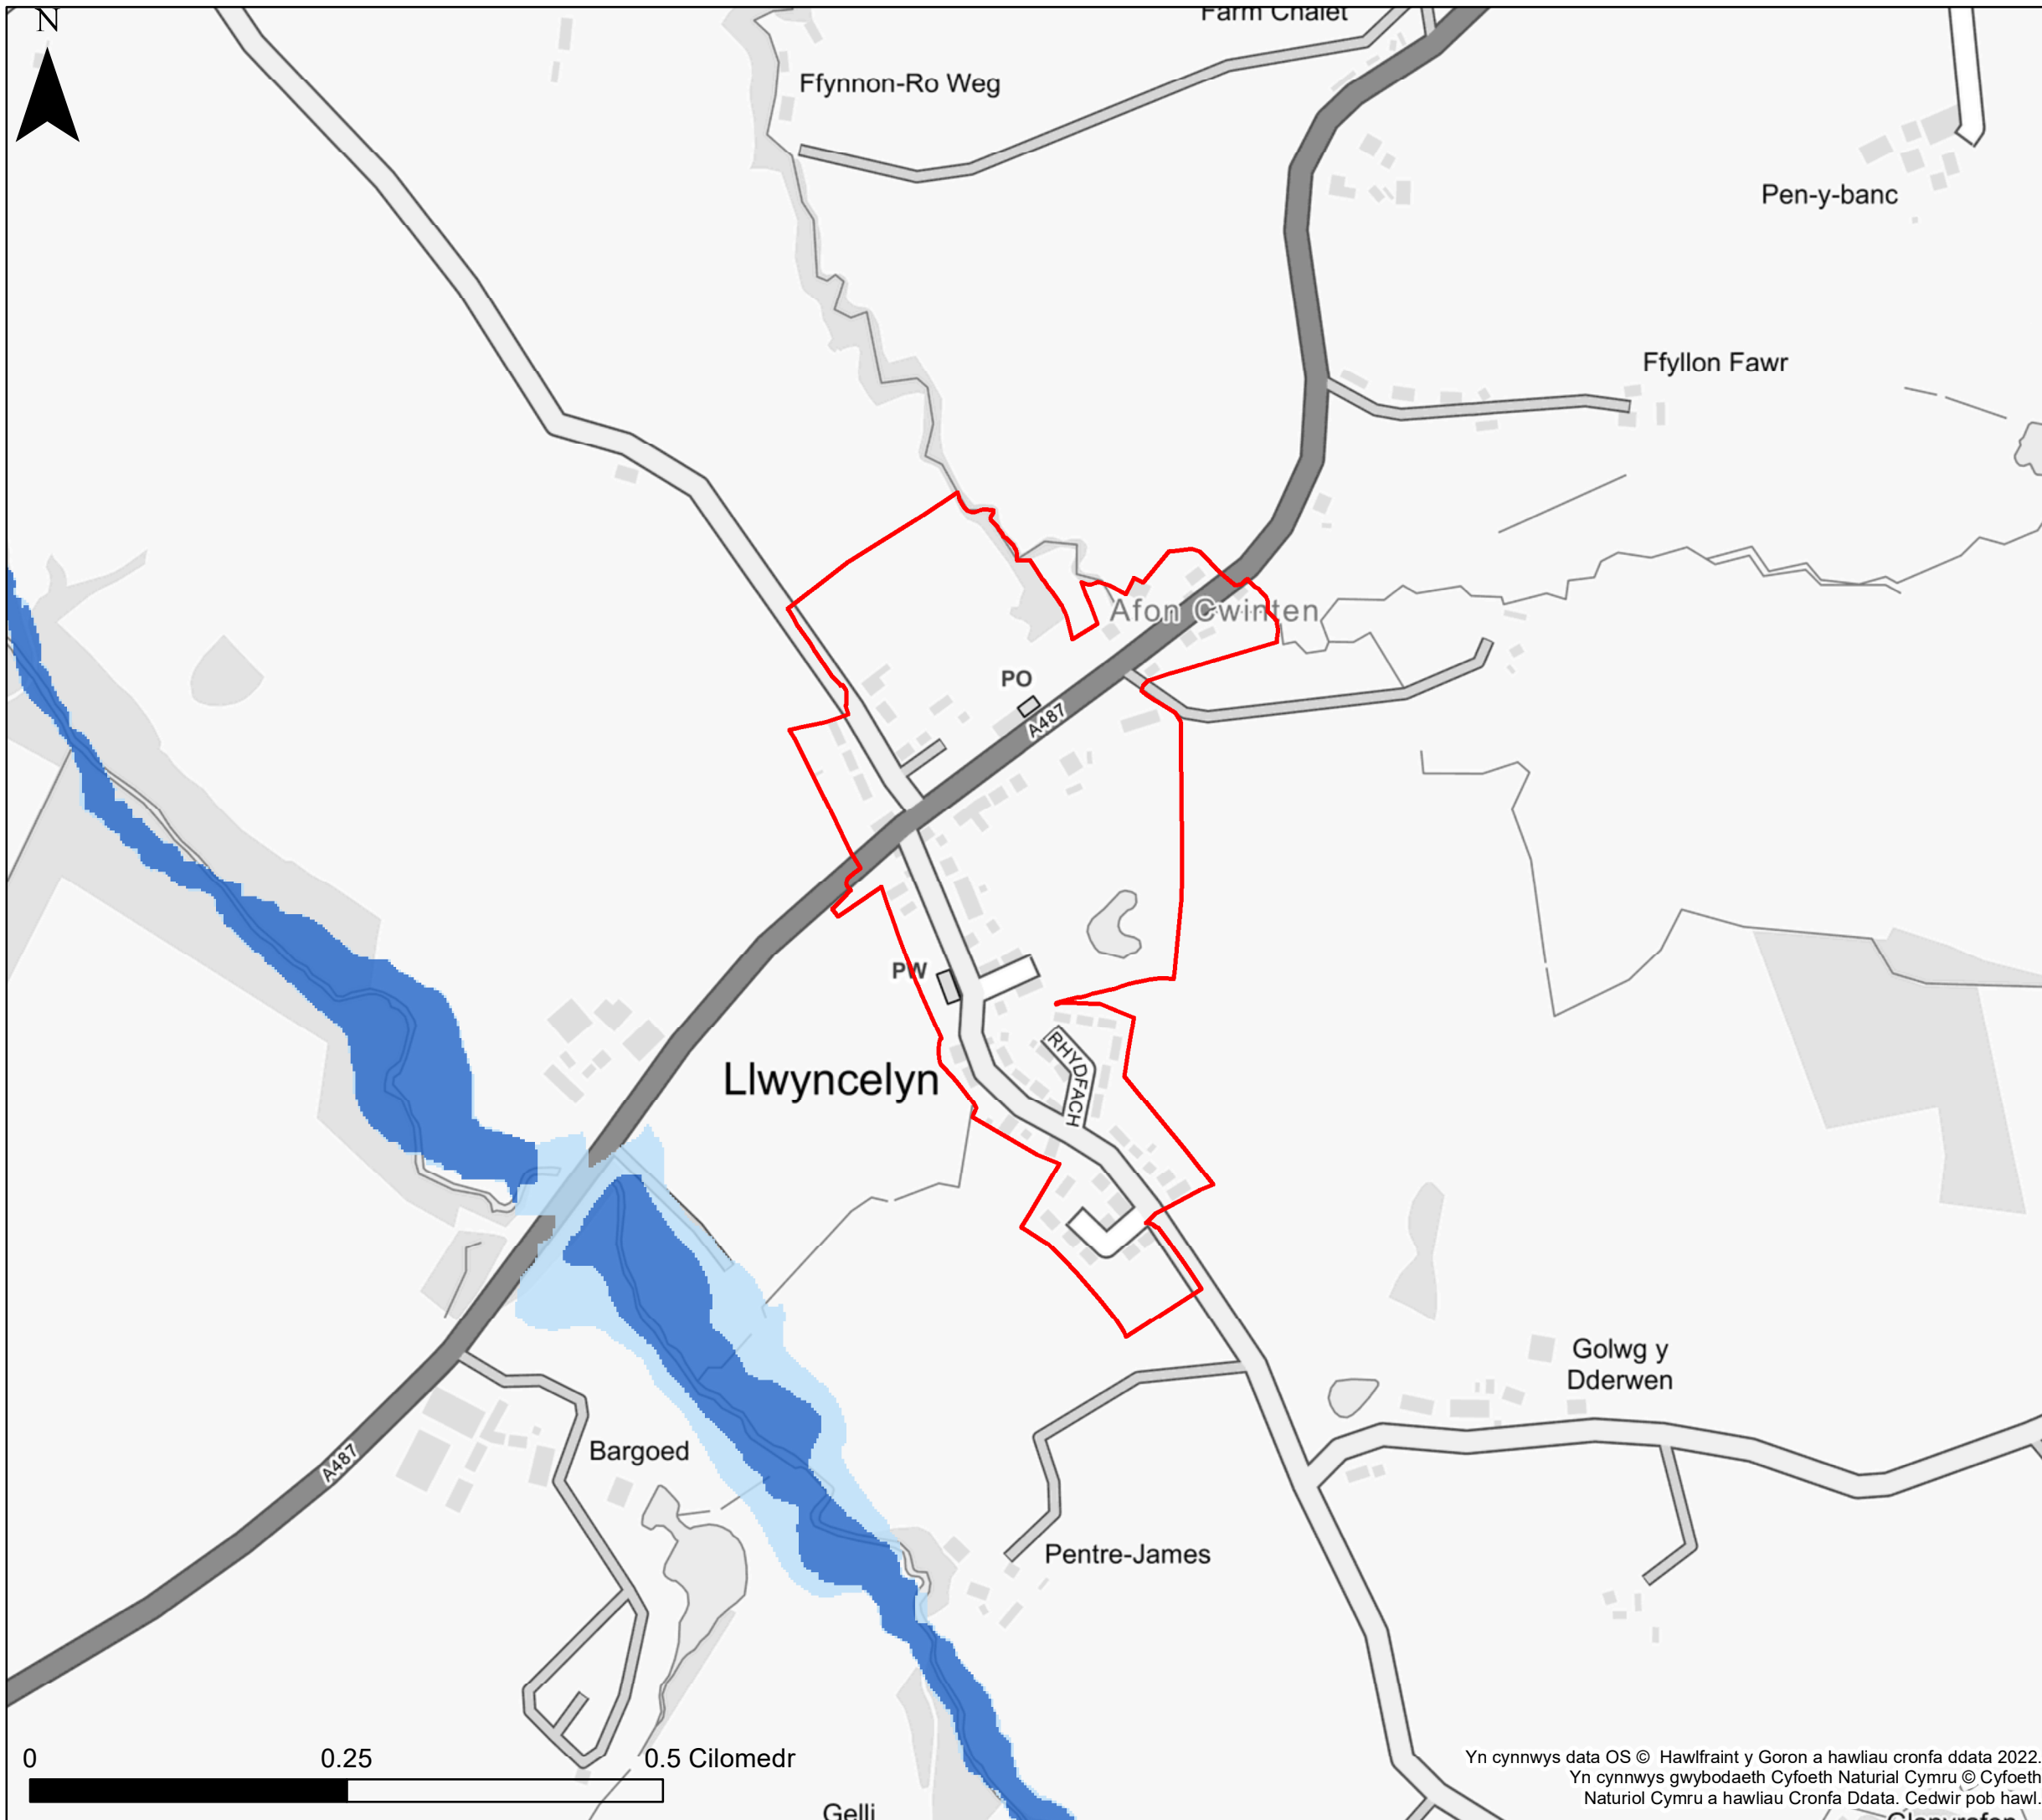 N
Farm Chalet
Ffynnon-Ro Weg
Pen-y-banc
Ffyllon Fawr
Afon Cwinten
PO
A487
PW
RHYDFACH
Llwyncelyn
Golwg y
Dderwen
A487
Bargoed
Pentre-James
0 0.25 0.5 Cilomedr
Gelli
Yn cynnwys data OS © Hawlfraint y Goron a hawliau cronfa ddata 2022.
Yn cynnwys gwybodaeth Cyfoeth Naturial Cymru © Cyfoeth
Naturiol Cymru a hawliau Cronfa Ddata. Cedwir pob hawl.